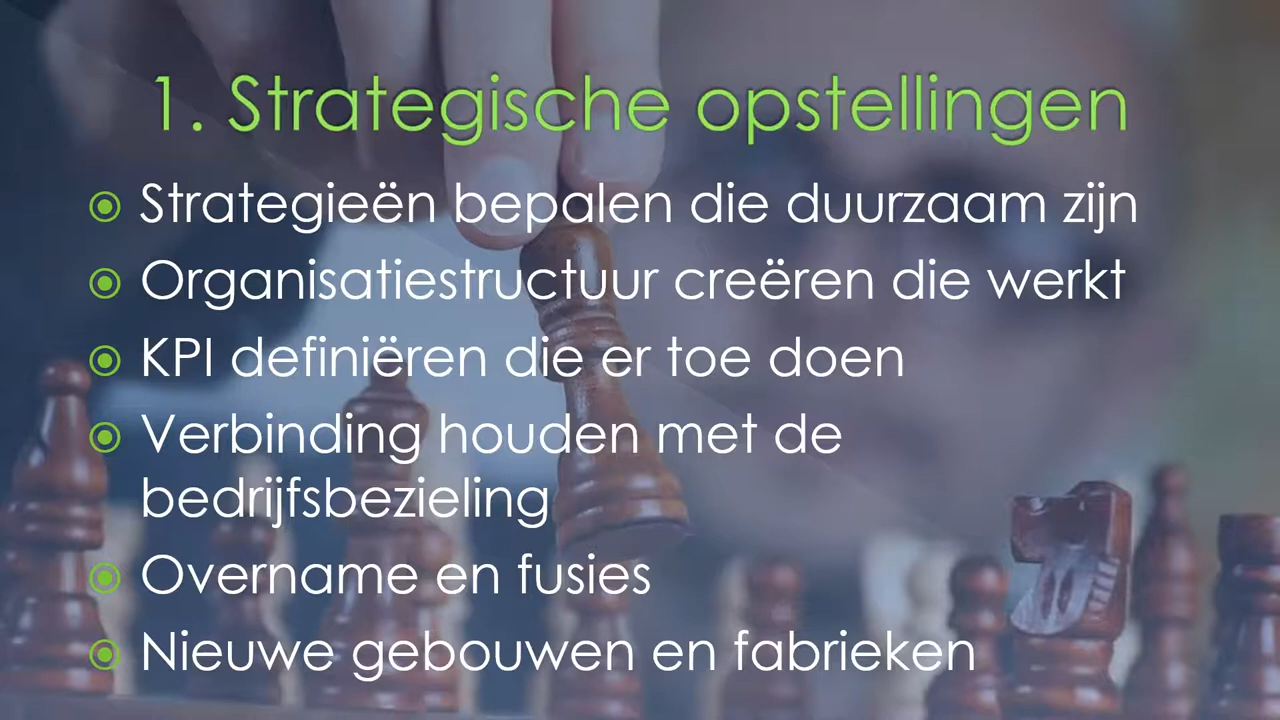 1. Strategische opstellingen
Strategieën bepalen die duurzaam zijn
Organisatiestructuur creëren die werkt
KPI definiëren die er toe doen
Verbinding houden met de
bedrijfsbezieling
Overname en fusies
Nieuwe gebouwen en fabrieken